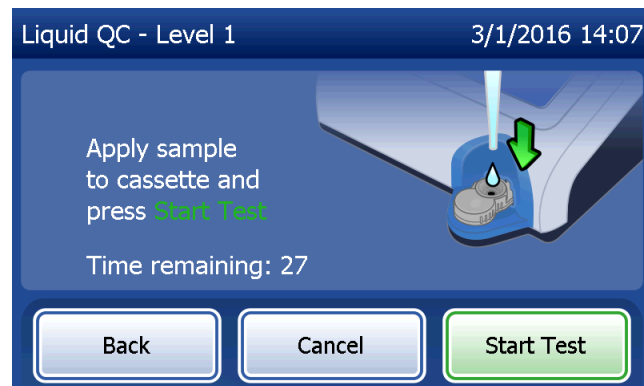 Liquid QC - Level 1 3/1/2016 14:07
Apply sample
to cassette and
press Start Test
Time remaining: 27
Back Cancel Start Test